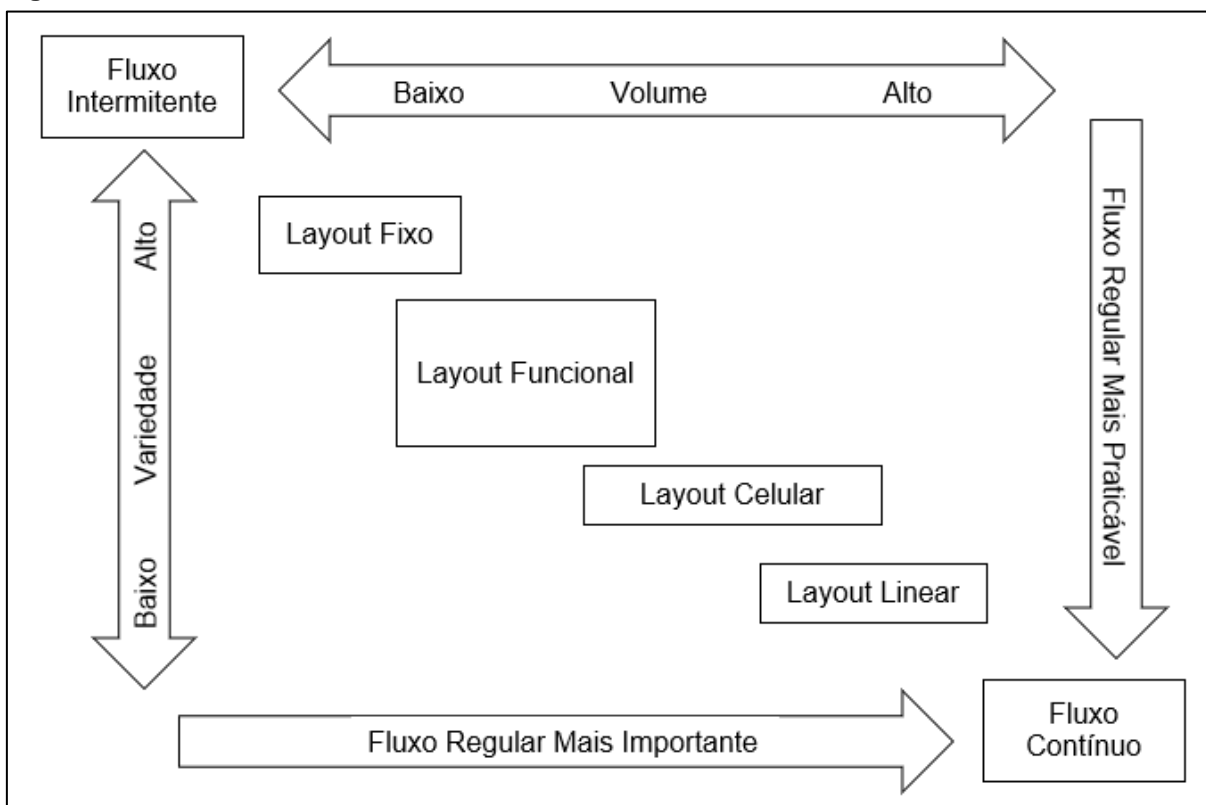 Fluxo
Intermitente
Baixo Volume Alto
Alto
Variedade
Baixo
Layout Fixo
Layout Funcional
Layout Celular
Layout Linear
Fluxo Regular Mais Praticável
Fluxo Regular Mais Importante
Fluxo
Contínuo